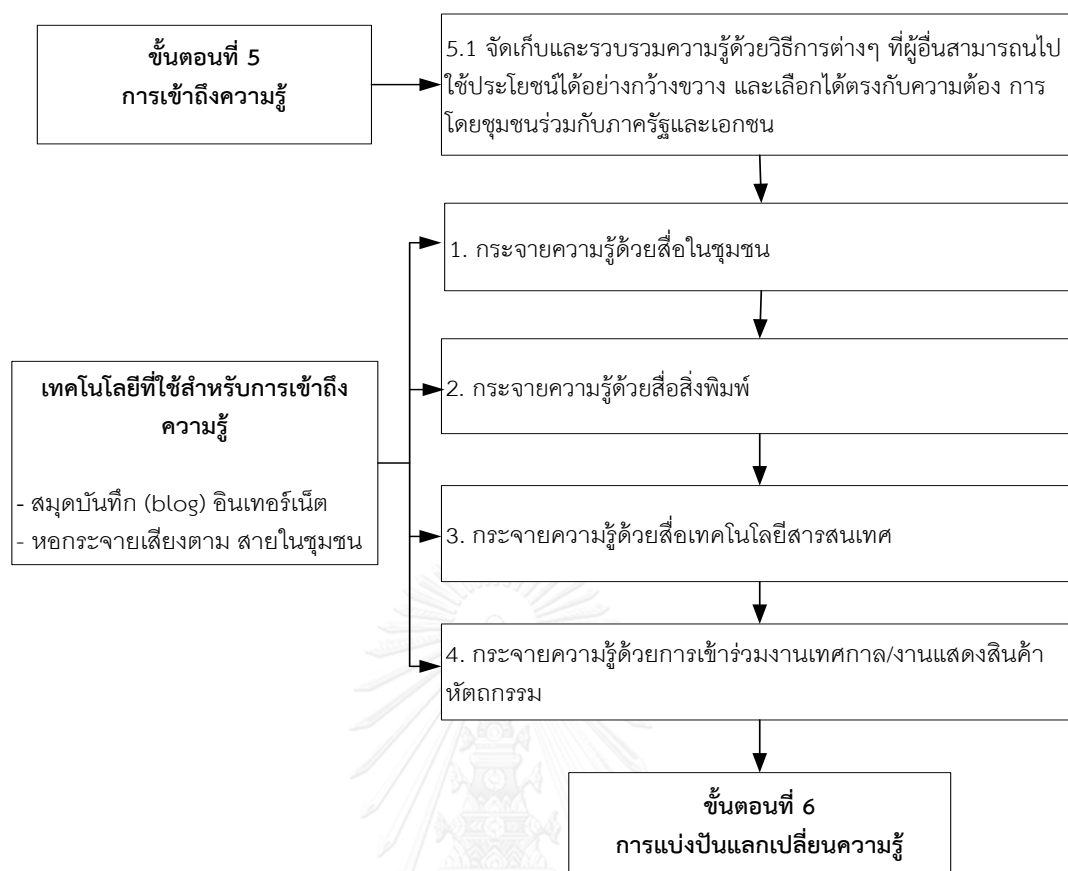 ขั้นตอนที่ 5
การเข้าถึงความรู้
5.1 จัดเก็บและรวบรวมความรู้ด้วยวิธีการต่างๆ ที่ผู้อื่นสามารถนไป
ใช้ประโยชน์ได้อย่างกว้างขวาง และเลือกได้ตรงกับความต้อง การ
โดยชุมชนร่วมกับภาครัฐและเอกชน
1. กระจายความรู้ด้วยสื่อในชุมชน
เทคโนโลยีที่ใช้สำหรับการเข้าถึง
ความรู้
- สมุดบันทึก (blog) อินเทอร์เน็ต
- หอกระจายเสียงตาม สายในชุมชน
2. กระจายความรู้ด้วยสื่อสิ่งพิมพ์
3. กระจายความรู้ด้วยสื่อเทคโนโลยีสารสนเทศ
4. กระจายความรู้ด้วยการเข้าร่วมงานเทศกาล/งานแสดงสินค้า
หัตถกรรม
ขั้นตอนที่ 6
การแบ่งปันแลกเปลี่ยนความรู้